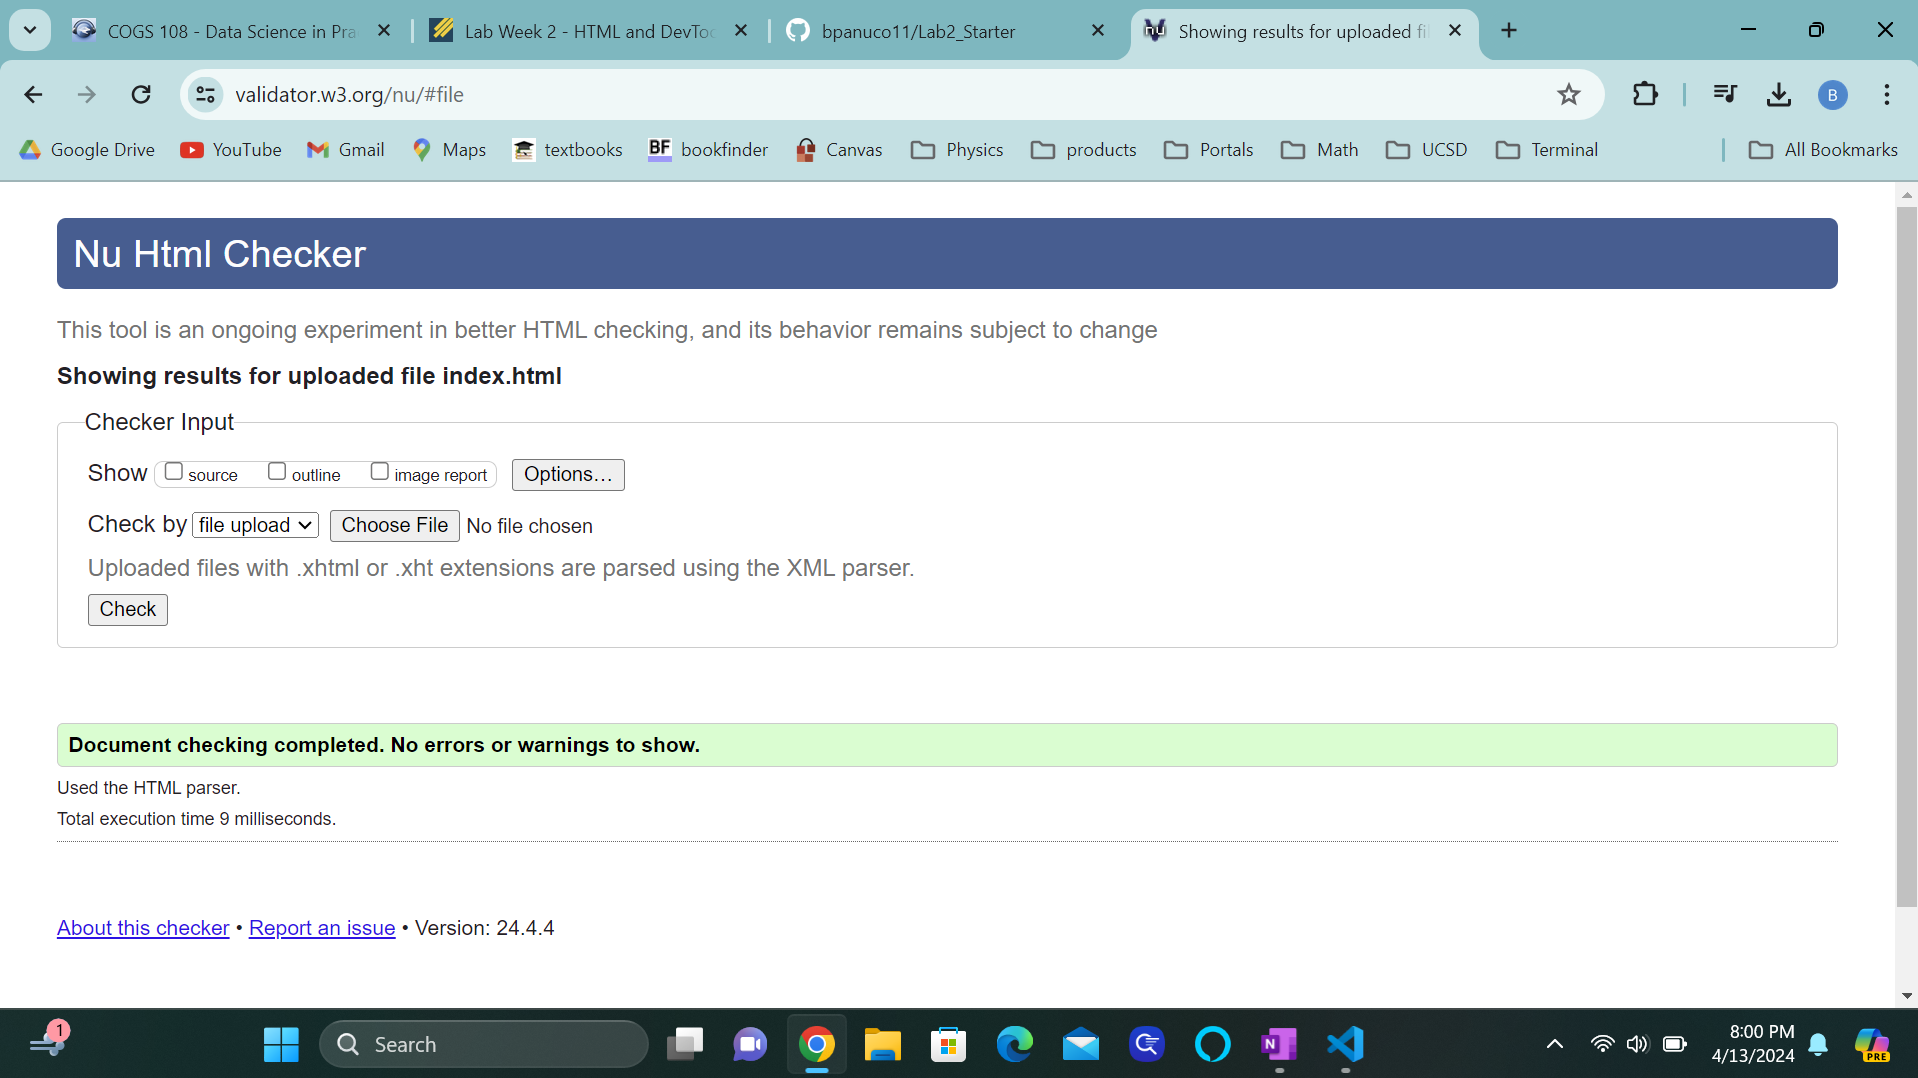 COGS 108 - Data Science in Pra
Lab Week 2 - HTML and DevToo
bpanuco11/Lab2_Starter
Showing results for uploaded fil
validator.w3.org/nu/#file
B
Google Drive
YouTube
Gmail
Maps
textbooks
BF bookfinder
Canvas
Physics
products
Portals
Math
UCSD
Terminal
All Bookmarks
Nu Html Checker
This tool is an ongoing experiment in better HTML checking, and its behavior remains subject to change
Showing results for uploaded file index.html
Checker Input
Show source outline image report Options...
Check by file upload Choose File No file chosen
Uploaded files with .xhtml or .xht extensions are parsed using the XML parser.
Check
Document checking completed. No errors or warnings to show.
Used the HTML parser.
Total execution time 9 milliseconds.
About this checker • Report an issue • Version: 24.4.4
1
Search
N
8:00 PM
4/13/2024
PRE